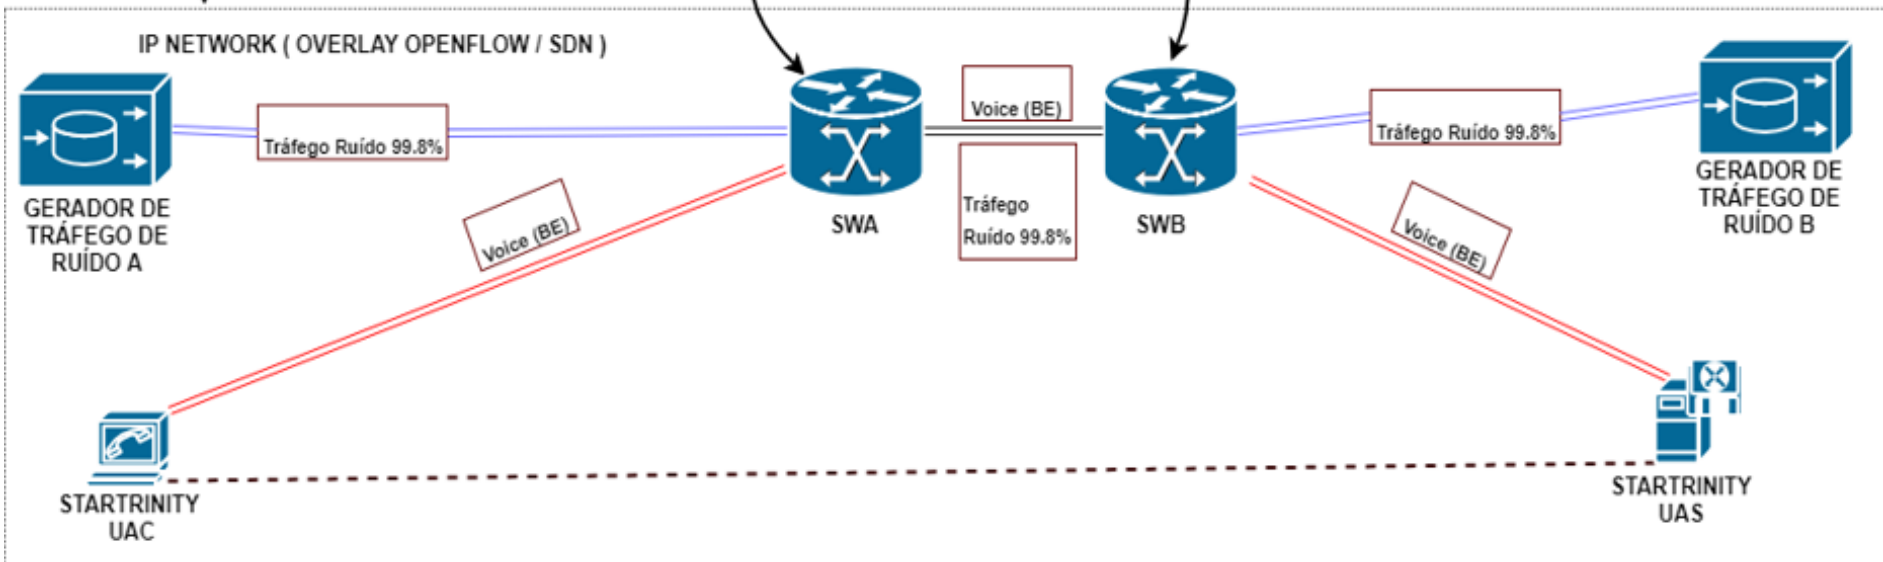 IP NETWORK ( OVERLAY OPENFLOW / SDN )
Tráfego Ruído 99.8%
Voice (BE)
Tráfego Ruído 99.8%
GERADOR DE
TRÁFEGO DE
RUÍDO A
Voice (BE)
SWA
Tráfego
Ruído 99.8%
SWB
Voice (BE)
GERADOR DE
TRÁFEGO DE
RUÍDO B
STARTRINITY
UAC
STARTRINITY
UAS